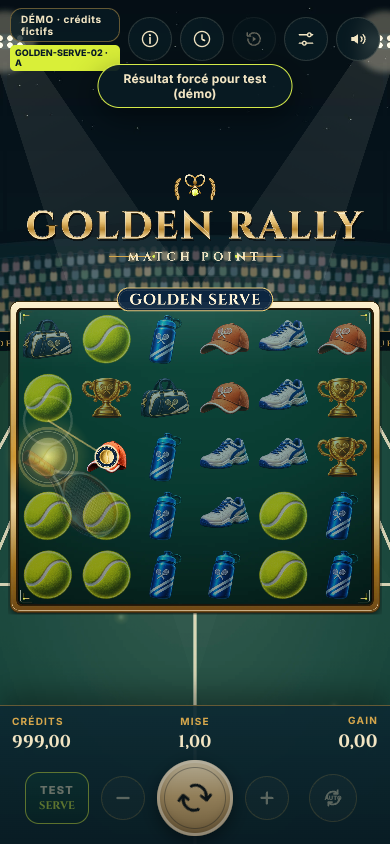 DÉMO · crédits
fictifs
GOLDEN-SERVE-02 ·
A
Résultat forcé pour test
(démo)
GOLDEN RALLY
MATCH POINT
GOLDEN SERVE
CRÉDITS
MISE
GAIN
999,00
1,00
0,00
TEST
SERVE
AUTO